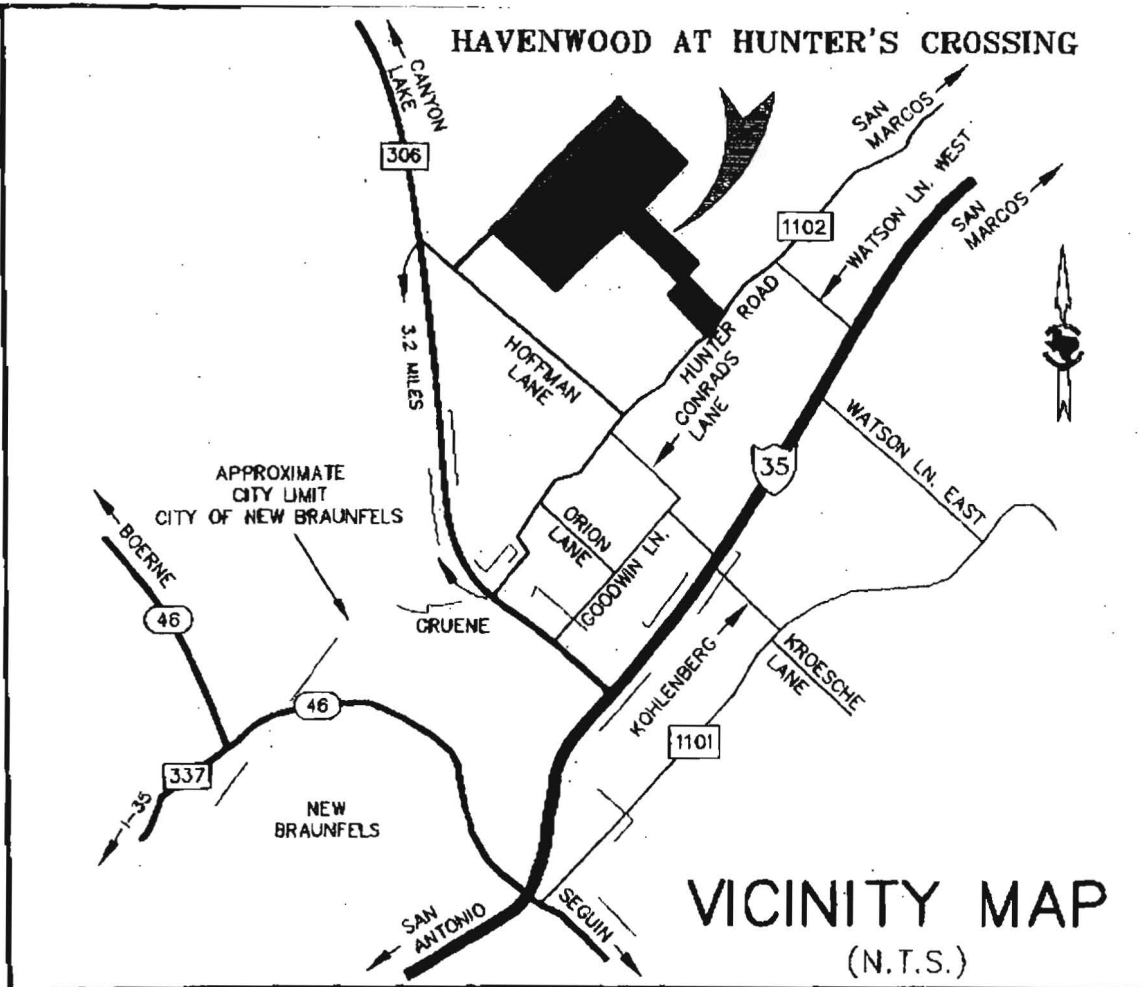 HAVENWOOD AT HUNTER'S CROSSING
CANYON
LAKE
306
SAN
MARCOS
WATSON LN. WEST
1102
SAN
MARCOS
3.2 MILES
HOFFMAN
LANE
HUNTER ROAD
CONRADS
LANE
35
WATSON LN. EAST
APPROXIMATE
CITY LIMIT
CITY OF NEW BRAUNFELS
BOERNE
46
ORION
LANE
GOODWIN LN.
GRUENE
KOHLENBERG
KROESCHE
LANE
46
1101
337
I-35
NEW
BRAUNFELS
SAN
ANTONIO
SEGUIN
VICINITY MAP
(N.T.S.)